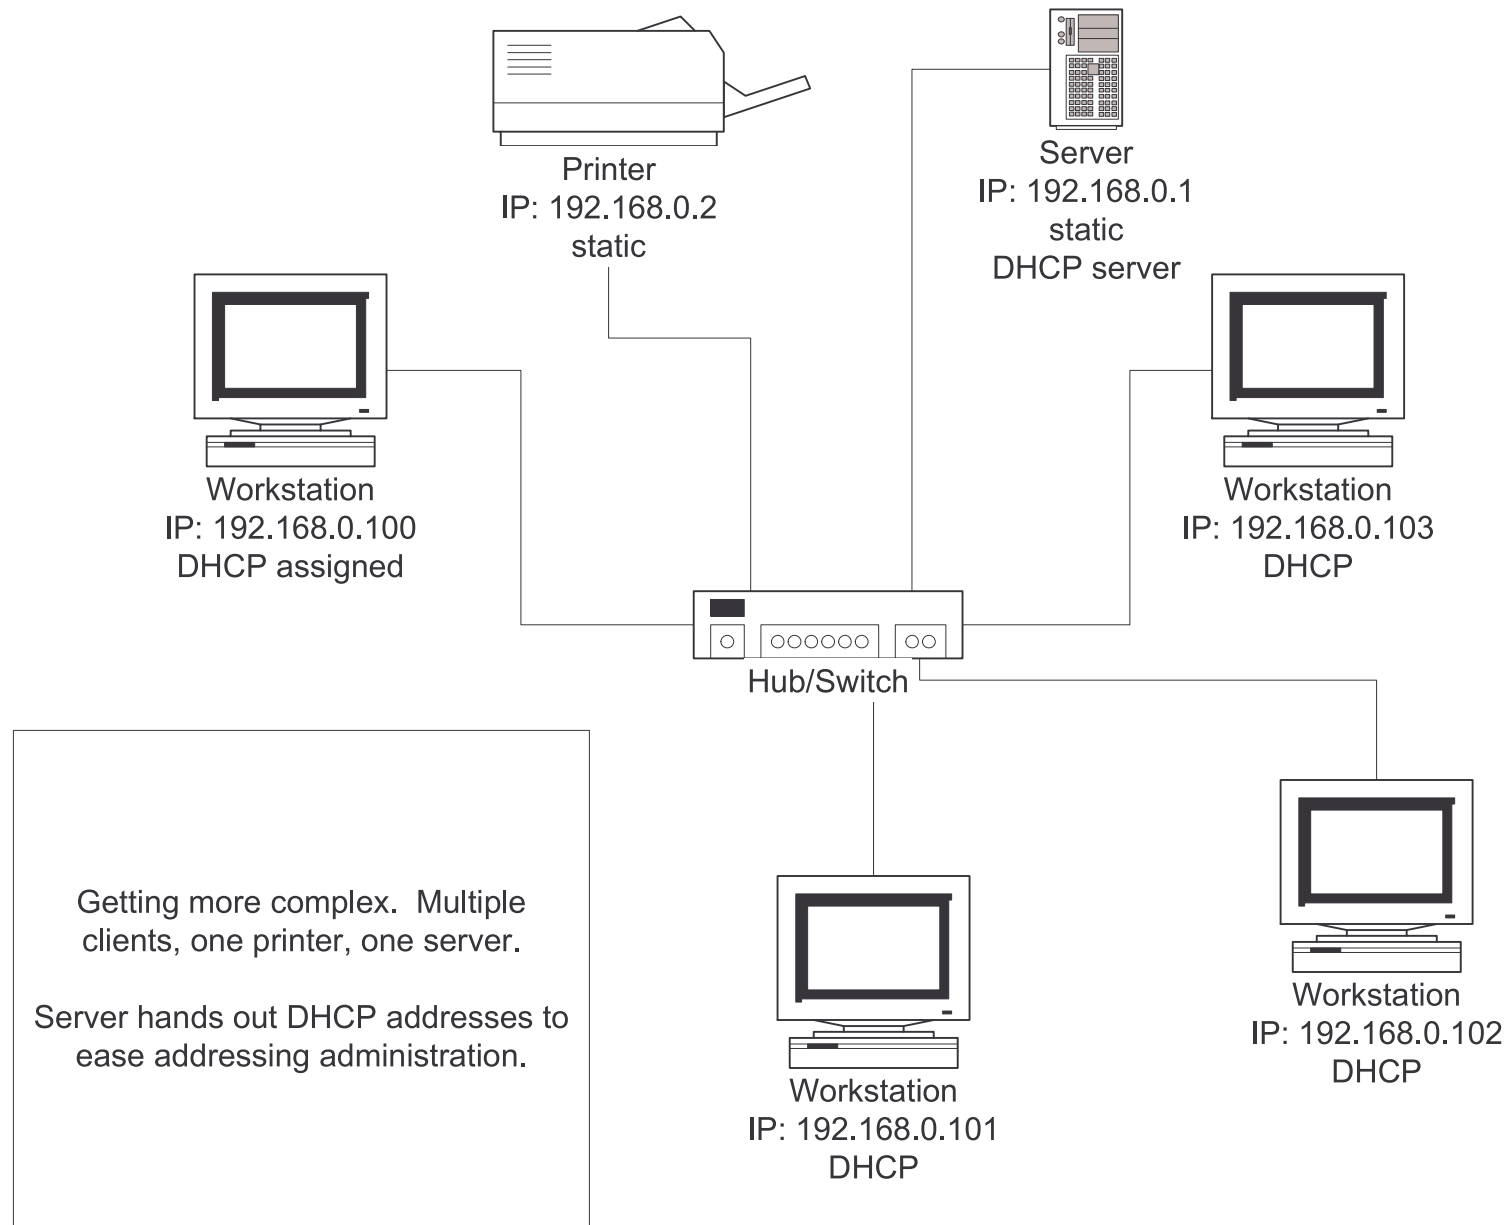 Printer
IP: 192.168.0.2
static
Server
IP: 192.168.0.1
static
DHCP server
Workstation
IP: 192.168.0.100
DHCP assigned
Workstation
IP: 192.168.0.103
DHCP
Hub/Switch
Getting more complex.  Multiple
clients, one printer, one server.
Server hands out DHCP addresses to
ease addressing administration.
Workstation
IP: 192.168.0.101
DHCP
Workstation
IP: 192.168.0.102
DHCP